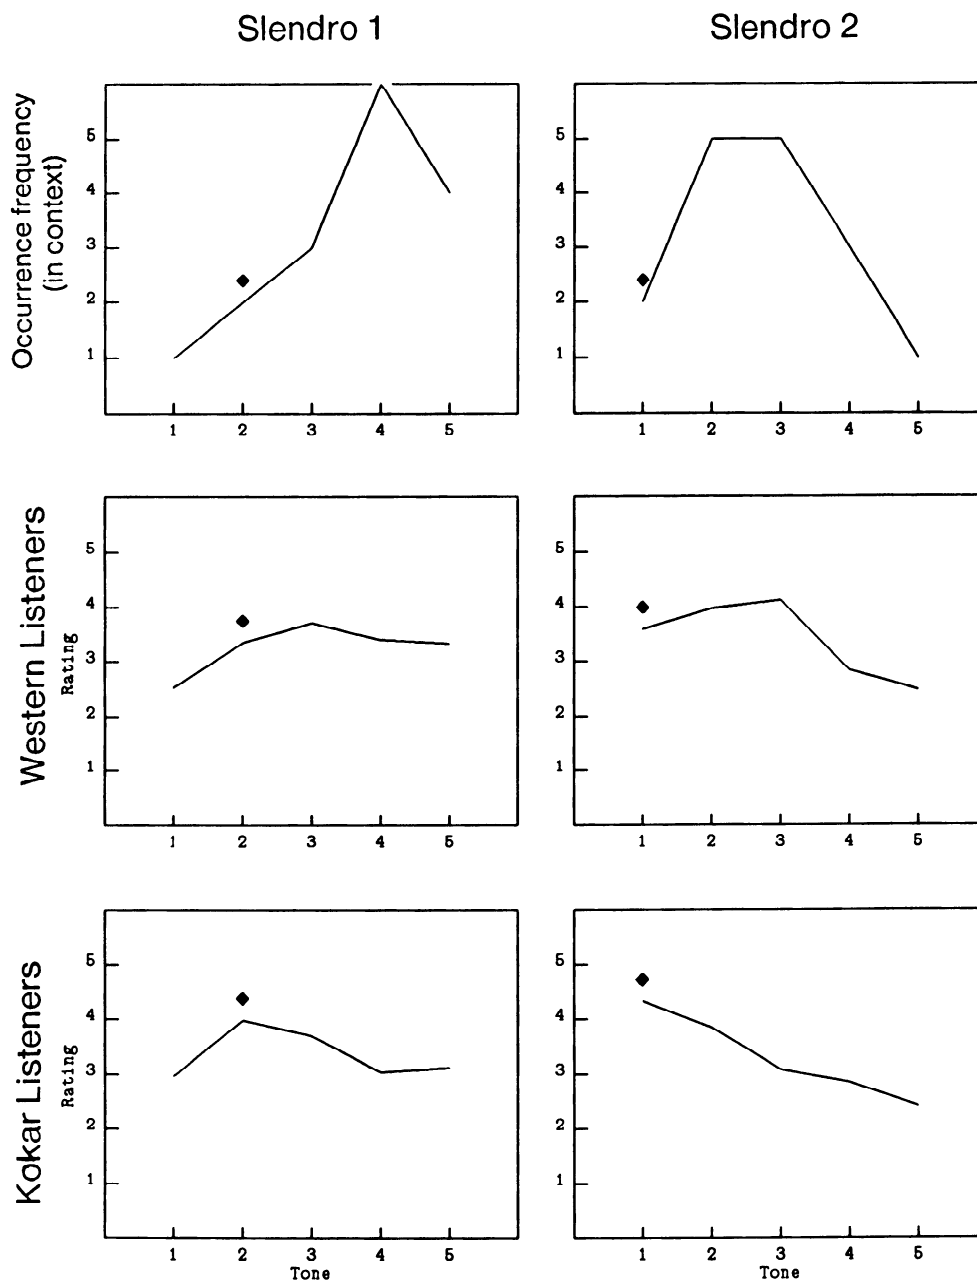 Slendro 1
Slendro 2
Occurrence frequency
(in context)
5
4
3
2
1
1 2 3 4 5
5
4
3
2
1
1 2 3 4 5
Western Listeners
Rating
5
4
3
2
1
1 2 3 4 5
5
4
3
2
1
1 2 3 4 5
Kokar Listeners
Rating
5
4
3
2
1
1 2 3 4 5
Tone
5
4
3
2
1
1 2 3 4 5
Tone